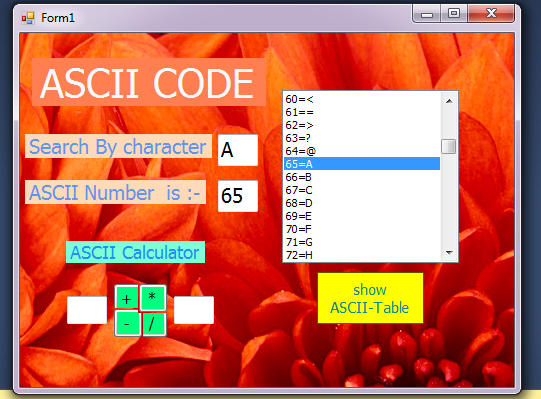 Form1
ASCII CODE
Search By character
A
ASCII Number is :-
65
60=<
61==
62=>
63=?
64=@
65=A
66=B
67=C
68=D
69=E
70=F
71=G
72=H
ASCII Calculator
+ *
- /
show
ASCII-Table